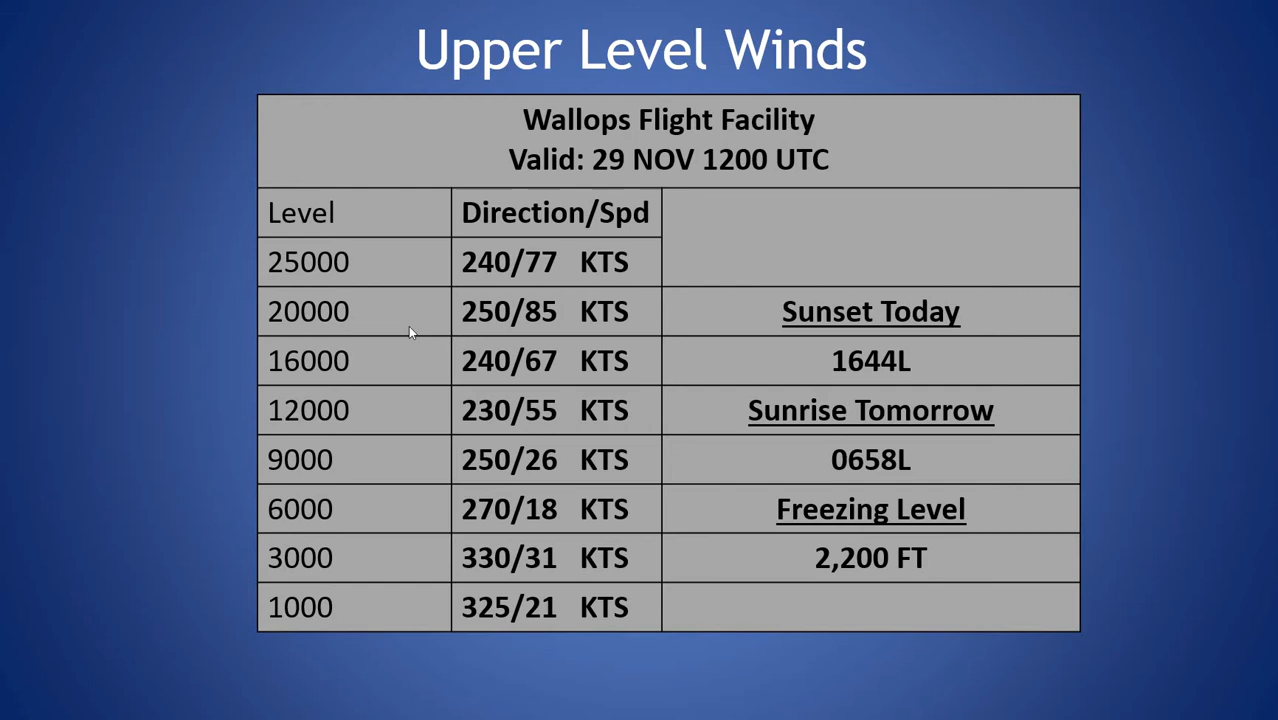 Upper Level Winds
Wallops Flight Facility
Valid: 29 NOV 1200 UTC
Level Direction/Spd
25000 240/77 KTS
20000 250/85 KTS Sunset Today
16000 240/67 KTS 1644L
12000 230/55 KTS Sunrise Tomorrow
9000 250/26 KTS 0658L
6000 270/18 KTS Freezing Level
3000 330/31 KTS 2,200 FT
1000 325/21 KTS